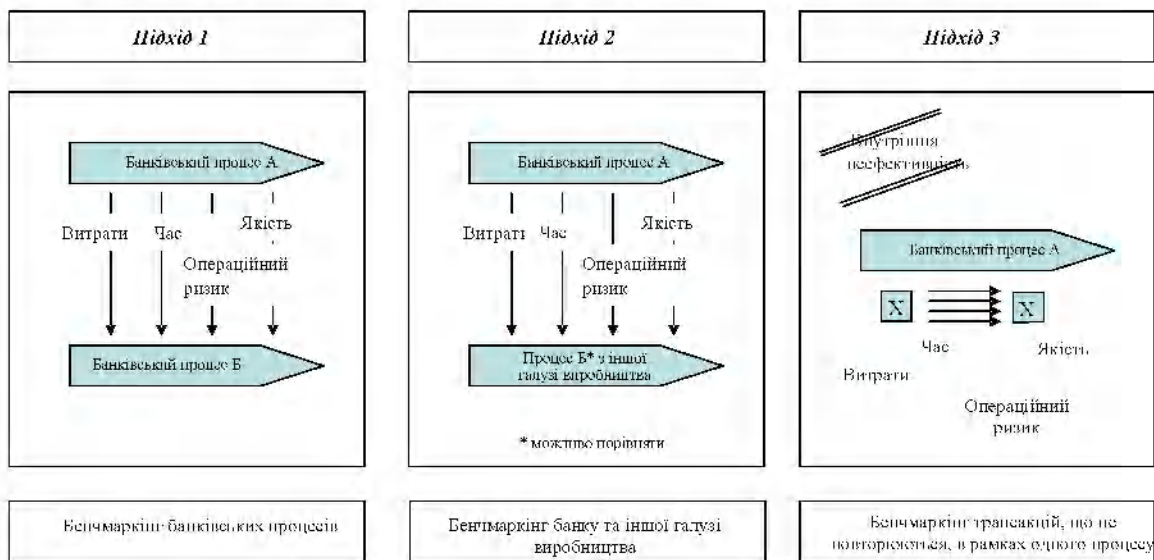 Підхід 1
Підхід 2
Підхід 3
Банківський процес А
Витрати
Час
Якість
Операційний
ризик
Банківський процес Б
Банківський процес А
Витрати
Час
Якість
Операційний
ризик
Процес Б* з іншої
галузі виробництва
* можливо порівняти
Внутрішня
неефективність
Банківський процес А
X
X
Час
Якість
Витрати
Операційний
ризик
Бенчмаркінг банківських процесів
Бенчмаркінг банку та іншої галузі
виробництва
Бенчмаркінг трансакцій, що не
повторюються, в рамках одного процесу